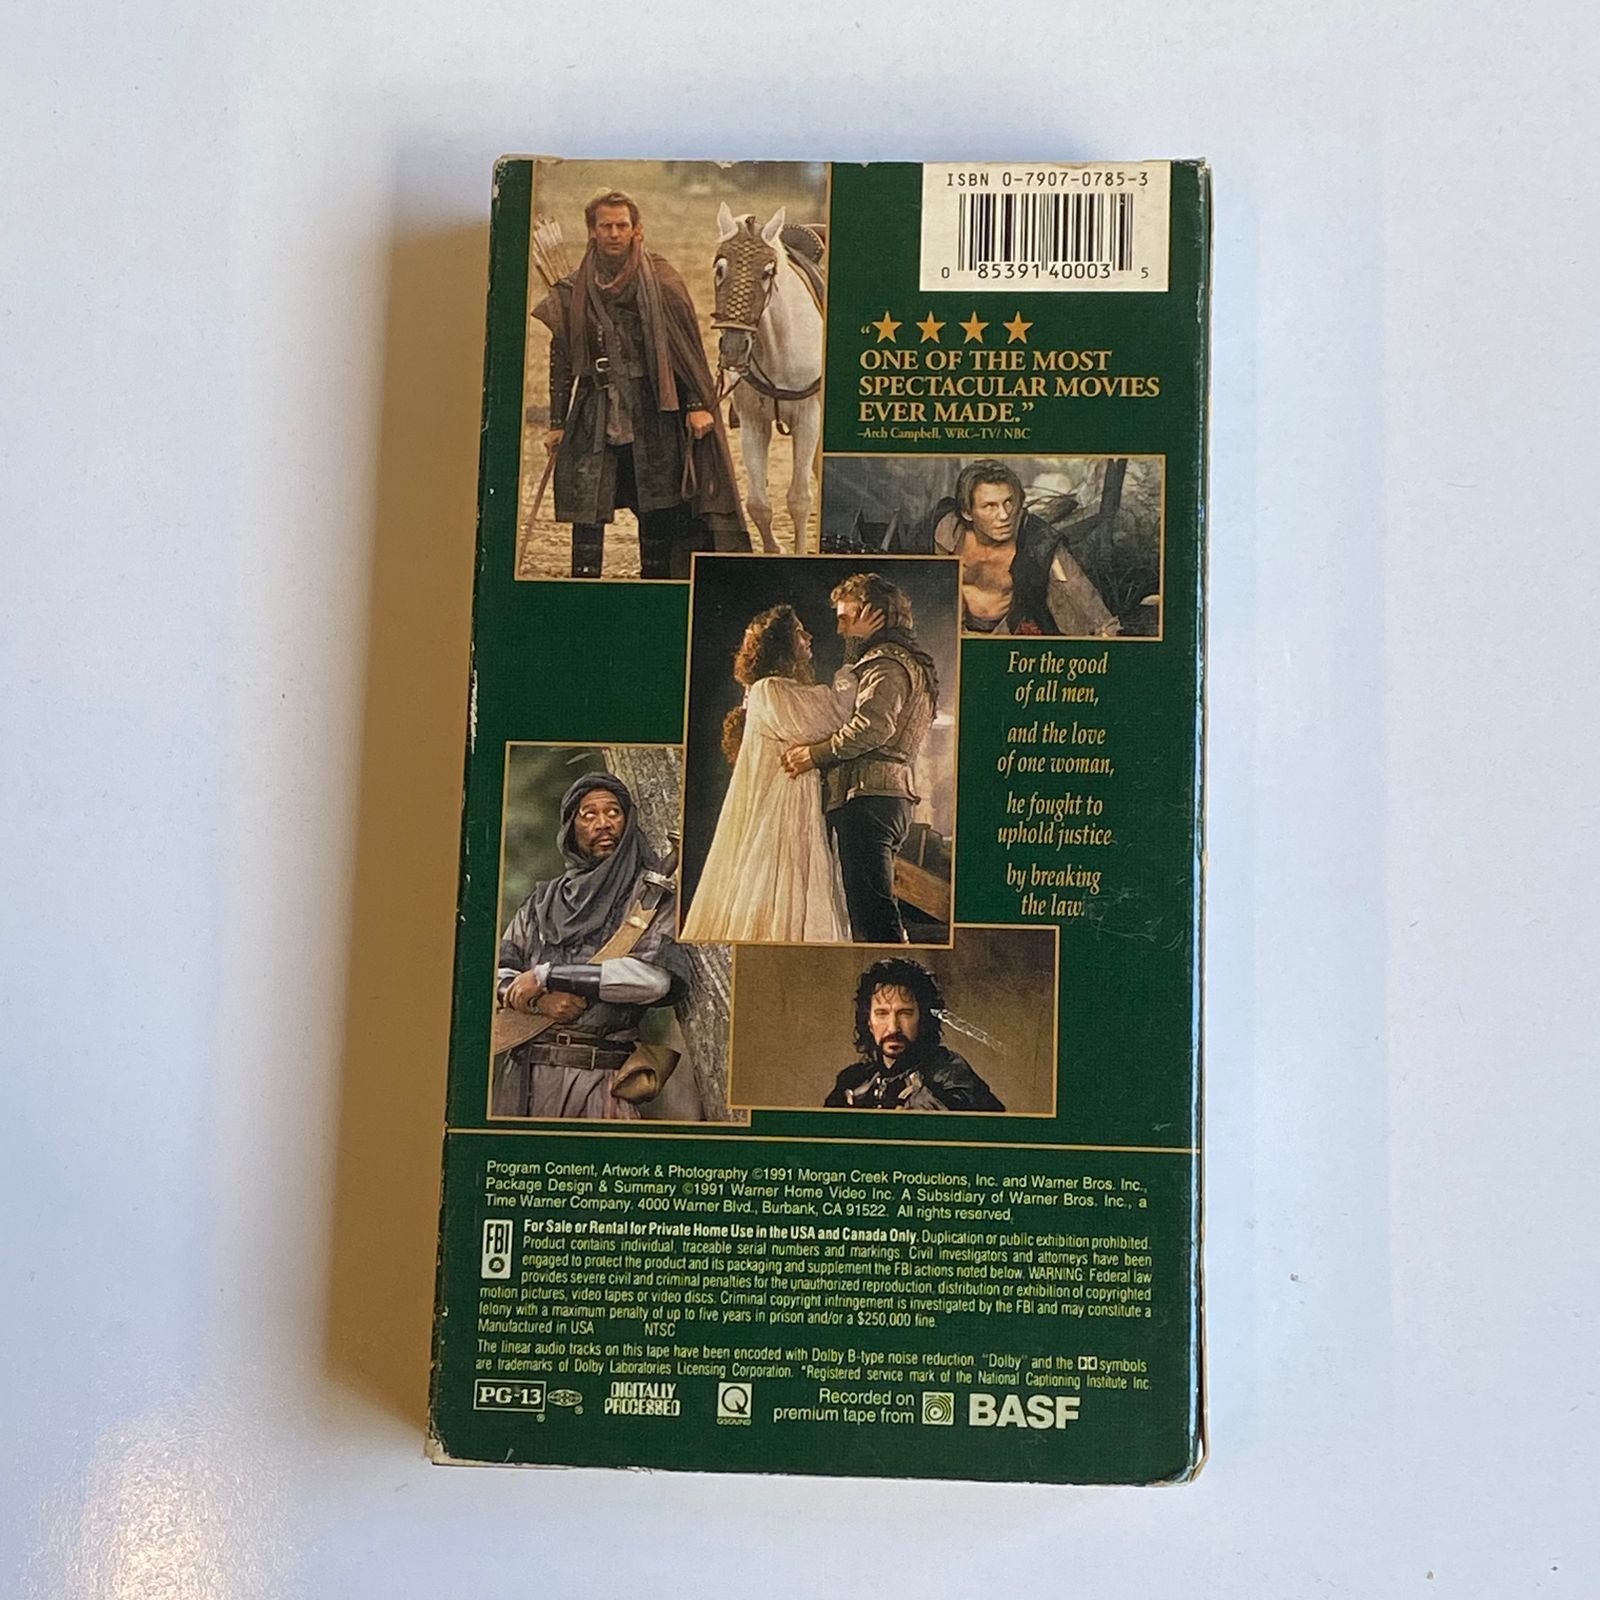 ISBN 0-7907-0785-3
0 85391 40003 5
“★ ★ ★ ★
ONE OF THE MOST
SPECTACULAR MOVIES
EVER MADE.”
–Arch Campbell, WRC–TV/ NBC
For the good
of all men,
and the love
of one woman,
he fought to
uphold justice
by breaking
the law.
Program Content, Artwork & Photography ©1991 Morgan Creek Productions, Inc. and Warner Bros. Inc.,
Package Design & Summary ©1991 Warner Home Video Inc. A Subsidiary of Warner Bros. Inc., a
Time Warner Company. 4000 Warner Blvd., Burbank, CA 91522. All rights reserved.
FBI
For Sale or Rental for Private Home Use in the USA and Canada Only. Duplication or public exhibition prohibited.
Product contains individual, traceable serial numbers and markings. Civil investigators and attorneys have been
engaged to protect the product and its packaging and supplement the FBI actions noted below. WARNING: Federal law
provides severe civil and criminal penalties for the unauthorized reproduction, distribution or exhibition of copyrighted
motion pictures, video tapes or video discs. Criminal copyright infringement is investigated by the FBI and may constitute a
felony with a maximum penalty of up to five years in prison and/or a $250,000 fine.
Manufactured in USA NTSC
The linear audio tracks on this tape have been encoded with Dolby B-type noise reduction. “Dolby” and the symbols
are trademarks of Dolby Laboratories Licensing Corporation. *Registered service mark of the National Captioning Institute Inc.
PG-13 ®
®
DIGITALLY
PROCESSED
Q
QSOUND
Recorded on
premium tape from
BASF